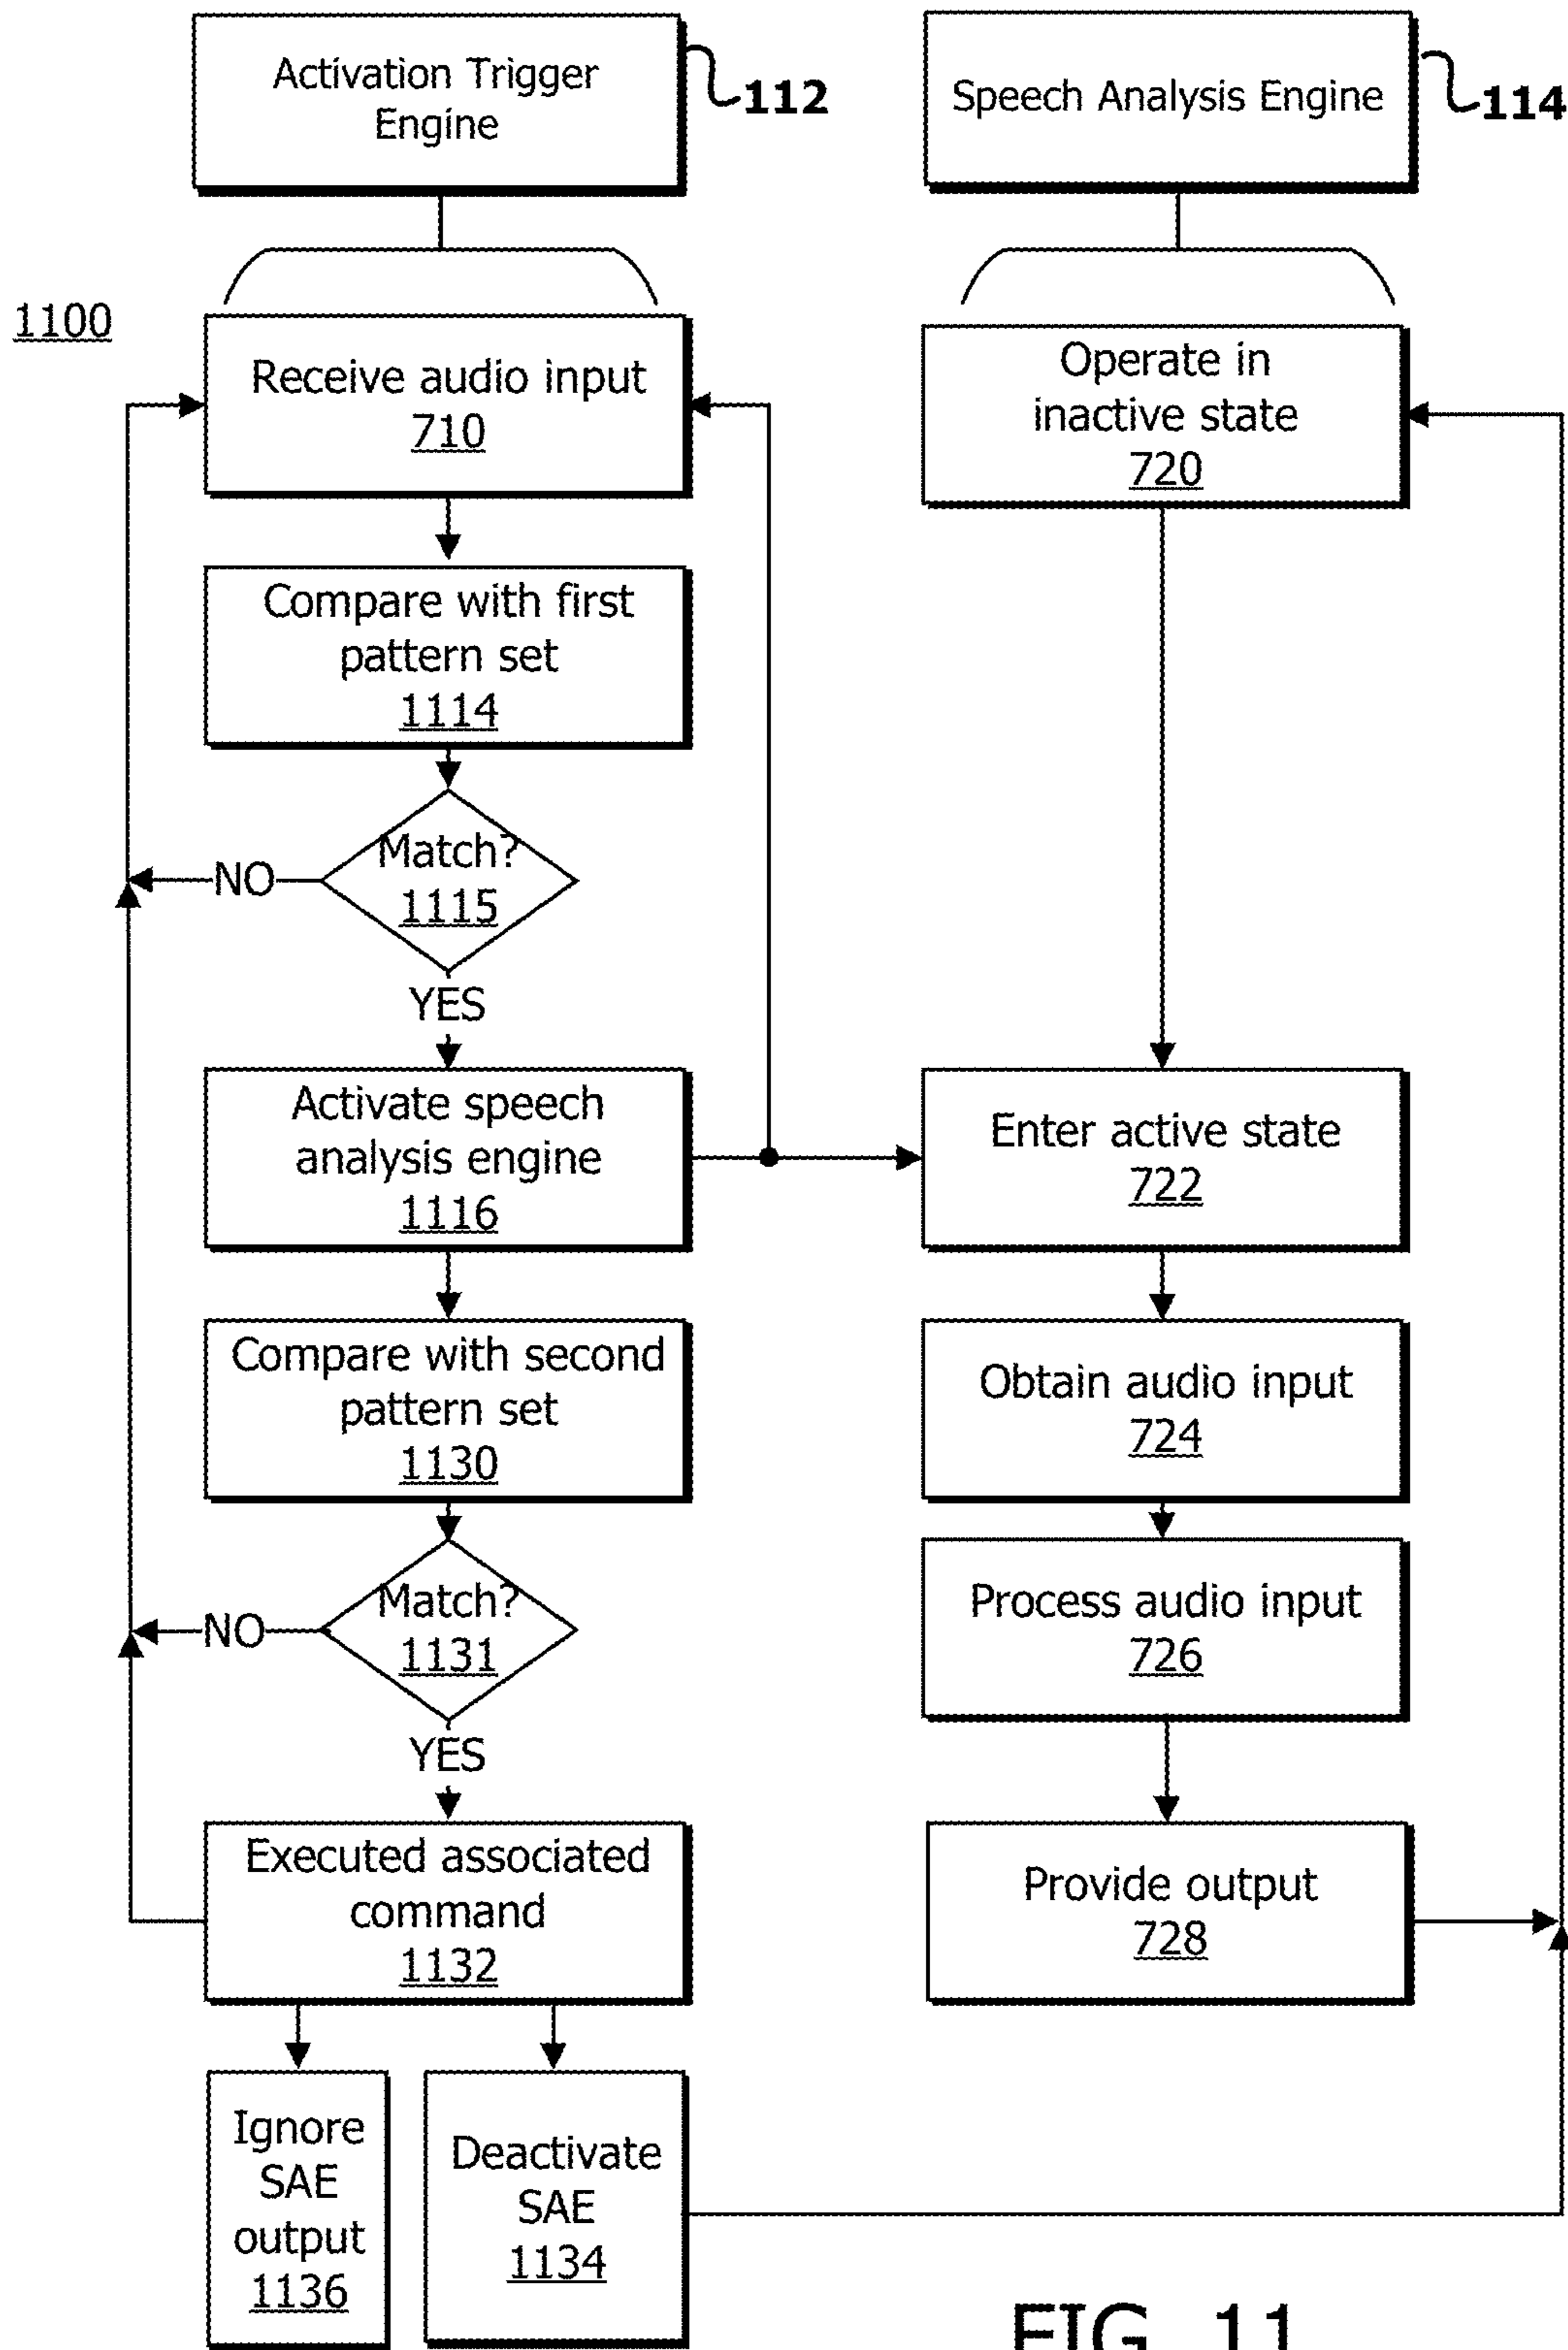 Activation Trigger
Engine
112
Speech Analysis Engine
114
1100
Receive audio input
710
Operate in
inactive state
720
Compare with first
pattern set
1114
Match?
1115
NO
YES
Activate speech
analysis engine
1116
Enter active state
722
Compare with second
pattern set
1130
Obtain audio input
724
Match?
1131
NO
YES
Process audio input
726
Executed associated
command
1132
Provide output
728
Ignore
SAE
output
1136
Deactivate
SAE
1134
FIG. 11